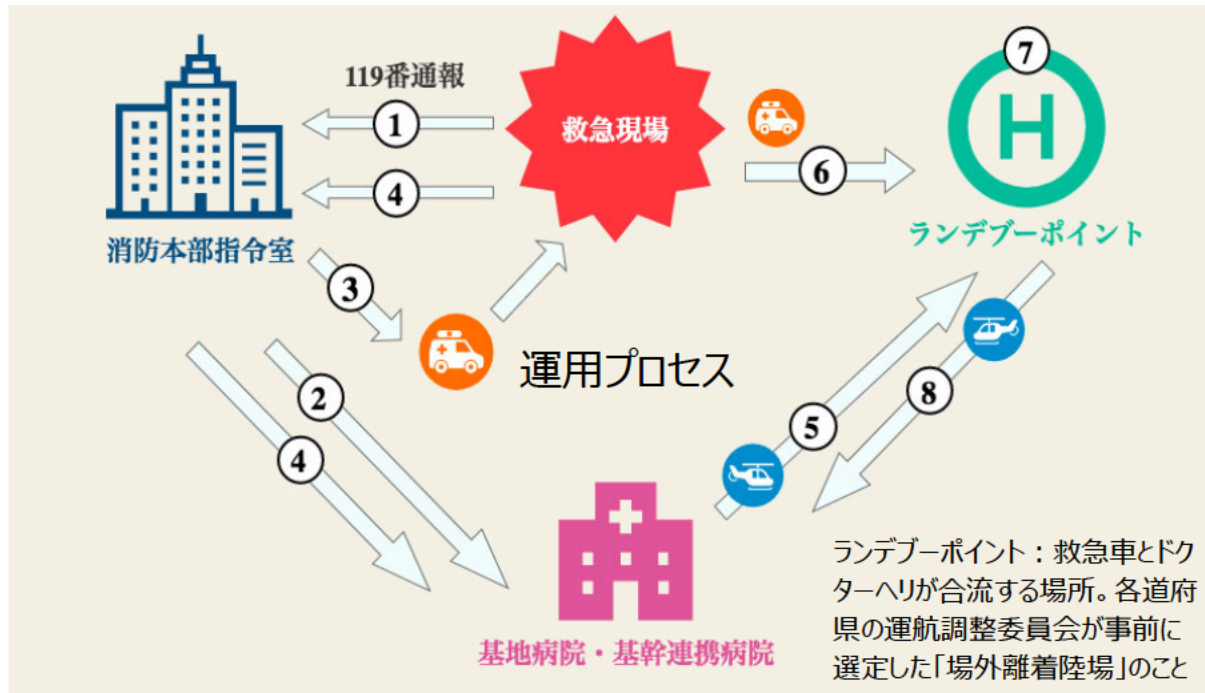 119番通報
①
救急現場
⑦
H
④
⑥
消防本部指令室
ランデブーポイント
③
運用プロセス
②
④
⑤
⑧
基地病院・基幹連携病院
ランデブーポイント：救急車とドク
ターヘリが合流する場所。各道府
県の運航調整委員会が事前に
選定した「場外離着陸場」のこと